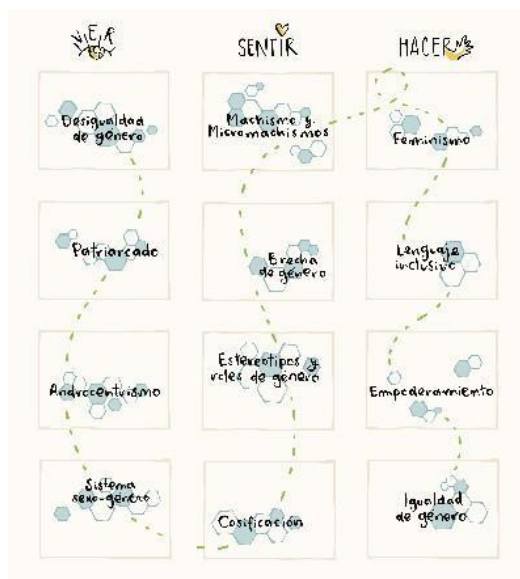 VER
SENTIR
HACER
Desigualdad
de género
Machismo y
Micromachismos
Feminismo
Patriarcado
Brecha
de género
Lenguaje
inclusivo
Androcentrismo
Estereotipos y
roles de género
Empoderamiento
Sistema
sexo-género
Cosificación
Igualdad
de género